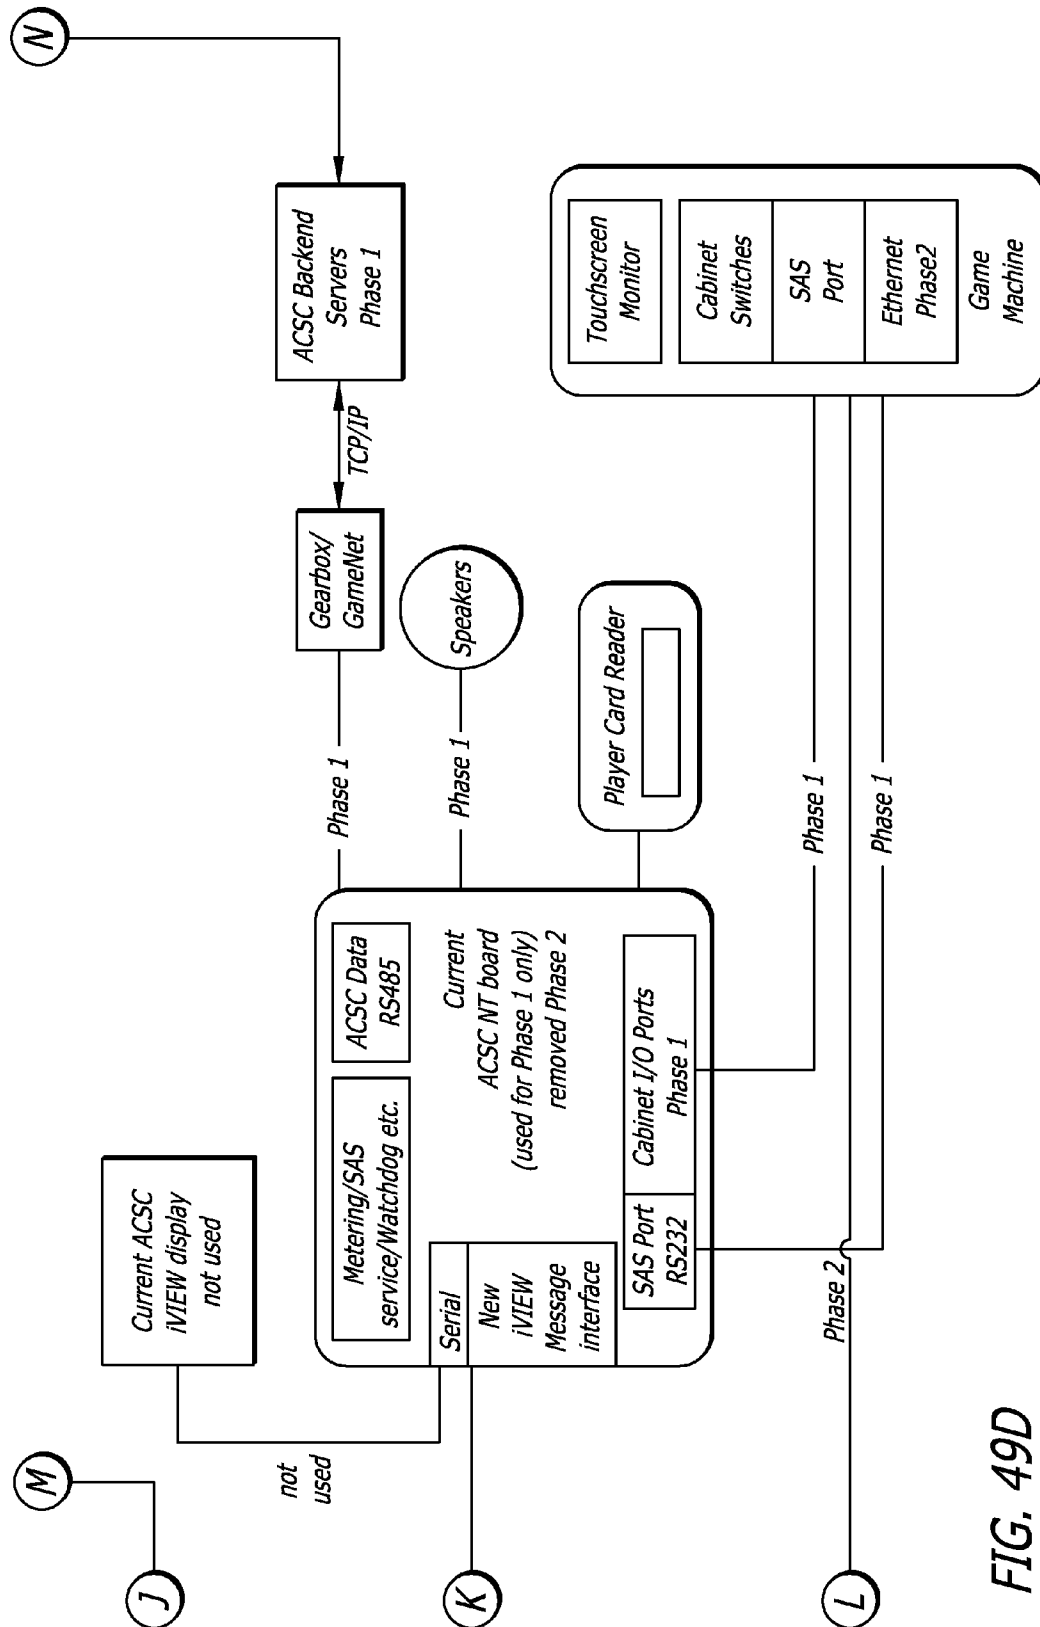 M
N
J
Current ACSC
iVIEW display
not used
not
used
ACSC Backend
Servers
Phase 1
TCP/IP
Gearbox/
GameNet
Phase 1
Speakers
Phase 1
K
Metering/SAS
service/Watchdog etc.
ACSC Data
RS485
Serial
New
iVIEW
Message
interface
Current
ACSC NT board
(used for Phase 1 only)
removed Phase 2
SAS Port
RS232
Cabinet I/O Ports
Phase 1
Player Card Reader
Touchscreen
Monitor
Cabinet
Switches
SAS
Port
Ethernet
Phase2
Game
Machine
Phase 1
Phase 2
Phase 1
L
FIG. 49D